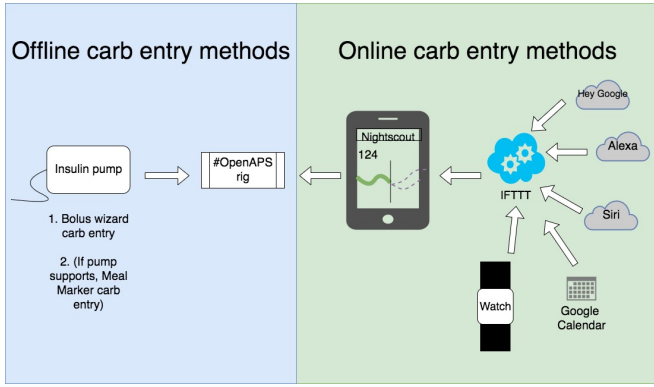 Offline carb entry methods
Online carb entry methods
Insulin pump
1. Bolus wizard
carb entry
2. (If pump
supports, Meal
Marker carb
entry)
#OpenAPS
rig
Nightscout
124
IFTTT
Hey Google
Alexa
Siri
Google
Calendar
Watch